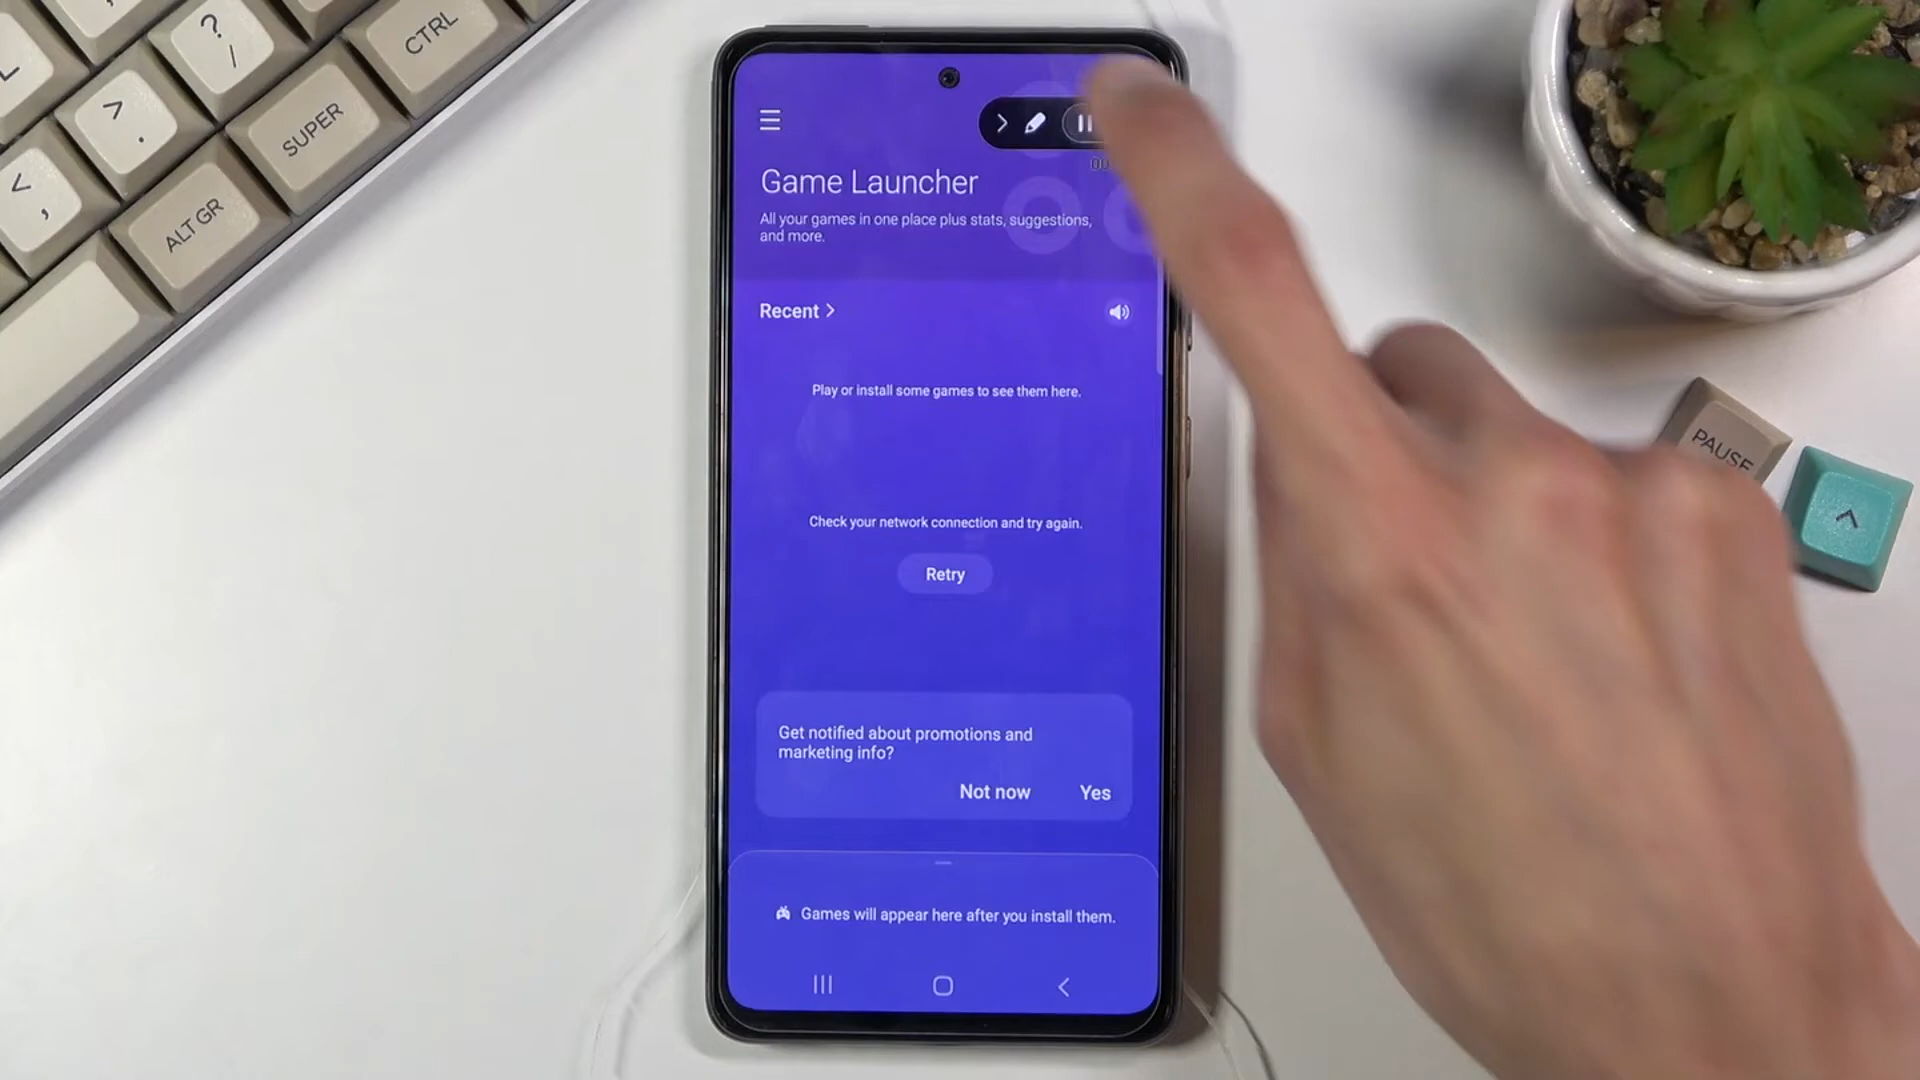 ?
/
CTRL
>
.
SUPER
<
,
ALT GR
L
00
Game Launcher
All your games in one place plus stats, suggestions,
and more.
Recent >
Play or install some games to see them here.
Check your network connection and try again.
Retry
Get notified about promotions and
marketing info?
Not now Yes
Games will appear here after you install them.
PAUSE